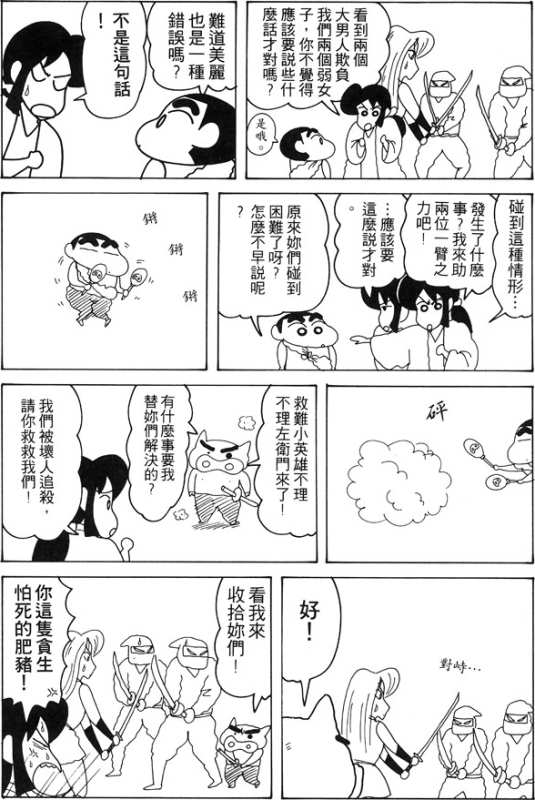 看到兩個
大男人欺負
我們兩個弱女
子，你不覺得
應該要說些什
麼話才對嗎？
是哦。
難道美麗
也是一種
錯誤嗎？
不是這句話
！
碰到這種情形…
發生了什麼
事？我來助
兩位一臂之
力吧！
…應該要
這麼說才對
。
原來妳們碰到
困難了呀？
怎麼不早說呢
？
鏘
鏘
鏘
砰
救難小英雄不理
不理左衛門來了！
有什麼事要我
替妳們解決的？
我們被壞人追殺，
請你救救我們！
好！
對峙…
看我來
收拾妳們！
你這隻貪生
怕死的肥豬！